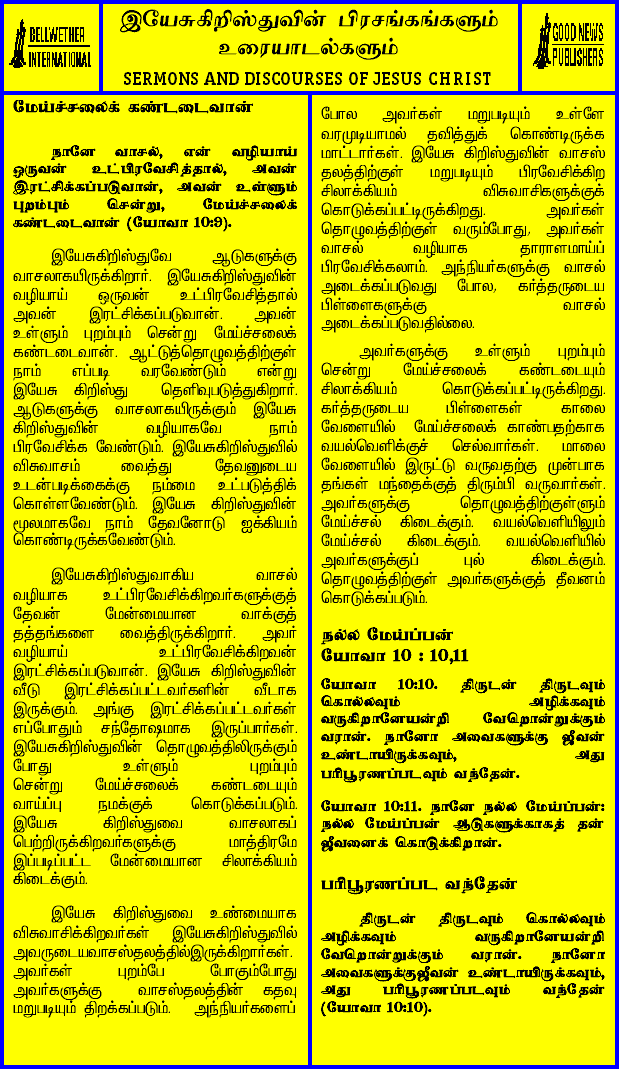 BELLWETHER
INTERNATIONAL
இயேசுகிறிஸ்துவின் பிரசங்கங்களும்
உரையாடல்களும்
SERMONS AND DISCOURSES OF JESUS CHRIST
GOOD NEWS
PUBLISHERS
மேய்ச்சலைக் கண்டடைவான்
நானே வாசல், என் வழியாய்
ஒருவன் உட்பிரவேசித்தால், அவன்
இரட்சிக்கப்படுவான், அவன் உள்ளும்
புறம்பும் சென்று, மேய்ச்சலைக்
கண்டடைவான் (யோவா 10:9).
இயேசுகிறிஸ்துவே ஆடுகளுக்கு
வாசலாகயிருக்கிறார். இயேசுகிறிஸ்துவின்
வழியாய் ஒருவன் உட்பிரவேசித்தால்
அவன் இரட்சிக்கப்படுவான். அவன்
உள்ளும் புறம்பும் சென்று மேய்ச்சலைக்
கண்டடைவான். ஆட்டுத்தொழுவத்திற்குள்
நாம் எப்படி வரவேண்டும் என்று
இயேசு கிறிஸ்து தெளிவுபடுத்துகிறார்.
ஆடுகளுக்கு வாசலாகயிருக்கும் இயேசு
கிறிஸ்துவின் வழியாகவே நாம்
பிரவேசிக்க வேண்டும். இயேசுகிறிஸ்துவில்
விசுவாசம் வைத்து தேவனுடைய
உடன்படிக்கைக்கு நம்மை உட்படுத்திக்
கொள்ளவேண்டும். இயேசு கிறிஸ்துவின்
மூலமாகவே நாம் தேவனோடு ஐக்கியம்
கொண்டிருக்கவேண்டும்.
இயேசுகிறிஸ்துவாகிய வாசல்
வழியாக உட்பிரவேசிக்கிறவர்களுக்குத்
தேவன் மேன்மையான வாக்குத்
தத்தங்களை வைத்திருக்கிறார். அவர்
வழியாய் உட்பிரவேசிக்கிறவன்
இரட்சிக்கப்படுவான். இயேசு கிறிஸ்துவின்
வீடு இரட்சிக்கப்பட்டவர்களின் வீடாக
இருக்கும். அங்கு இரட்சிக்கப்பட்டவர்கள்
எப்போதும் சந்தோஷமாக இருப்பார்கள்.
இயேசுகிறிஸ்துவின் தொழுவத்திலிருக்கும்
போது உள்ளும் புறம்பும்
சென்று மேய்ச்சலைக் கண்டடையும்
வாய்ப்பு நமக்குக் கொடுக்கப்படும்.
இயேசு கிறிஸ்துவை வாசலாகப்
பெற்றிருக்கிறவர்களுக்கு மாத்திரமே
இப்படிப்பட்ட மேன்மையான சிலாக்கியம்
கிடைக்கும்.
இயேசு கிறிஸ்துவை உண்மையாக
விசுவாசிக்கிறவர்கள் இயேசுகிறிஸ்துவில்
அவருடையவாசஸ்தலத்தில்இருக்கிறார்கள்.
அவர்கள் புறம்பே போகும்போது
அவர்களுக்கு வாசஸ்தலத்தின் கதவு
மறுபடியும் திறக்கப்படும். அந்நியர்களைப்
போல அவர்கள் மறுபடியும் உள்ளே
வரமுடியாமல் தவித்துக் கொண்டிருக்க
மாட்டார்கள். இயேசு கிறிஸ்துவின் வாசஸ்
தலத்திற்குள் மறுபடியும் பிரவேசிக்கிற
சிலாக்கியம் விசுவாசிகளுக்குக்
கொடுக்கப்பட்டிருக்கிறது. அவர்கள்
தொழுவத்திற்குள் வரும்போது, அவர்கள்
வாசல் வழியாக தாராளமாய்ப்
பிரவேசிக்கலாம். அந்நியர்களுக்கு வாசல்
அடைக்கப்படுவது போல, கர்த்தருடைய
பிள்ளைகளுக்கு வாசல்
அடைக்கப்படுவதில்லை.
அவர்களுக்கு உள்ளும் புறம்பும்
சென்று மேய்ச்சலைக் கண்டடையும்
சிலாக்கியம் கொடுக்கப்பட்டிருக்கிறது.
கர்த்தருடைய பிள்ளைகள் காலை
வேளையில் மேய்ச்சலைக் காண்பதற்காக
வயல்வெளிக்குச் செல்வார்கள். மாலை
வேளையில் இருட்டு வருவதற்கு முன்பாக
தங்கள் மந்தைக்குத் திரும்பி வருவார்கள்.
அவர்களுக்கு தொழுவத்திற்குள்ளும்
மேய்ச்சல் கிடைக்கும். வயல்வெளியிலும்
மேய்ச்சல் கிடைக்கும். வயல்வெளியில்
அவர்களுக்குப் புல் கிடைக்கும்.
தொழுவத்திற்குள் அவர்களுக்குத் தீவனம்
கொடுக்கப்படும்.
நல்ல மேய்ப்பன்
யோவா 10 : 10,11
யோவா 10:10. திருடன் திருடவும்
கொல்லவும் அழிக்கவும்
வருகிறானேயன்றி வேறொன்றுக்கும்
வரான். நானோ அவைகளுக்கு ஜீவன்
உண்டாயிருக்கவும், அது
பரிபூரணப்படவும் வந்தேன்.
யோவா 10:11. நானே நல்ல மேய்ப்பன்:
நல்ல மேய்ப்பன் ஆடுகளுக்காகத் தன்
ஜீவனைக் கொடுக்கிறான்.
பரிபூரணப்பட வந்தேன்
திருடன் திருடவும் கொல்லவும்
அழிக்கவும் வருகிறானேயன்றி
வேறொன்றுக்கும் வரான். நானோ
அவைகளுக்குஜீவன் உண்டாயிருக்கவும்,
அது பரிபூரணப்படவும் வந்தேன்
(யோவா 10:10).